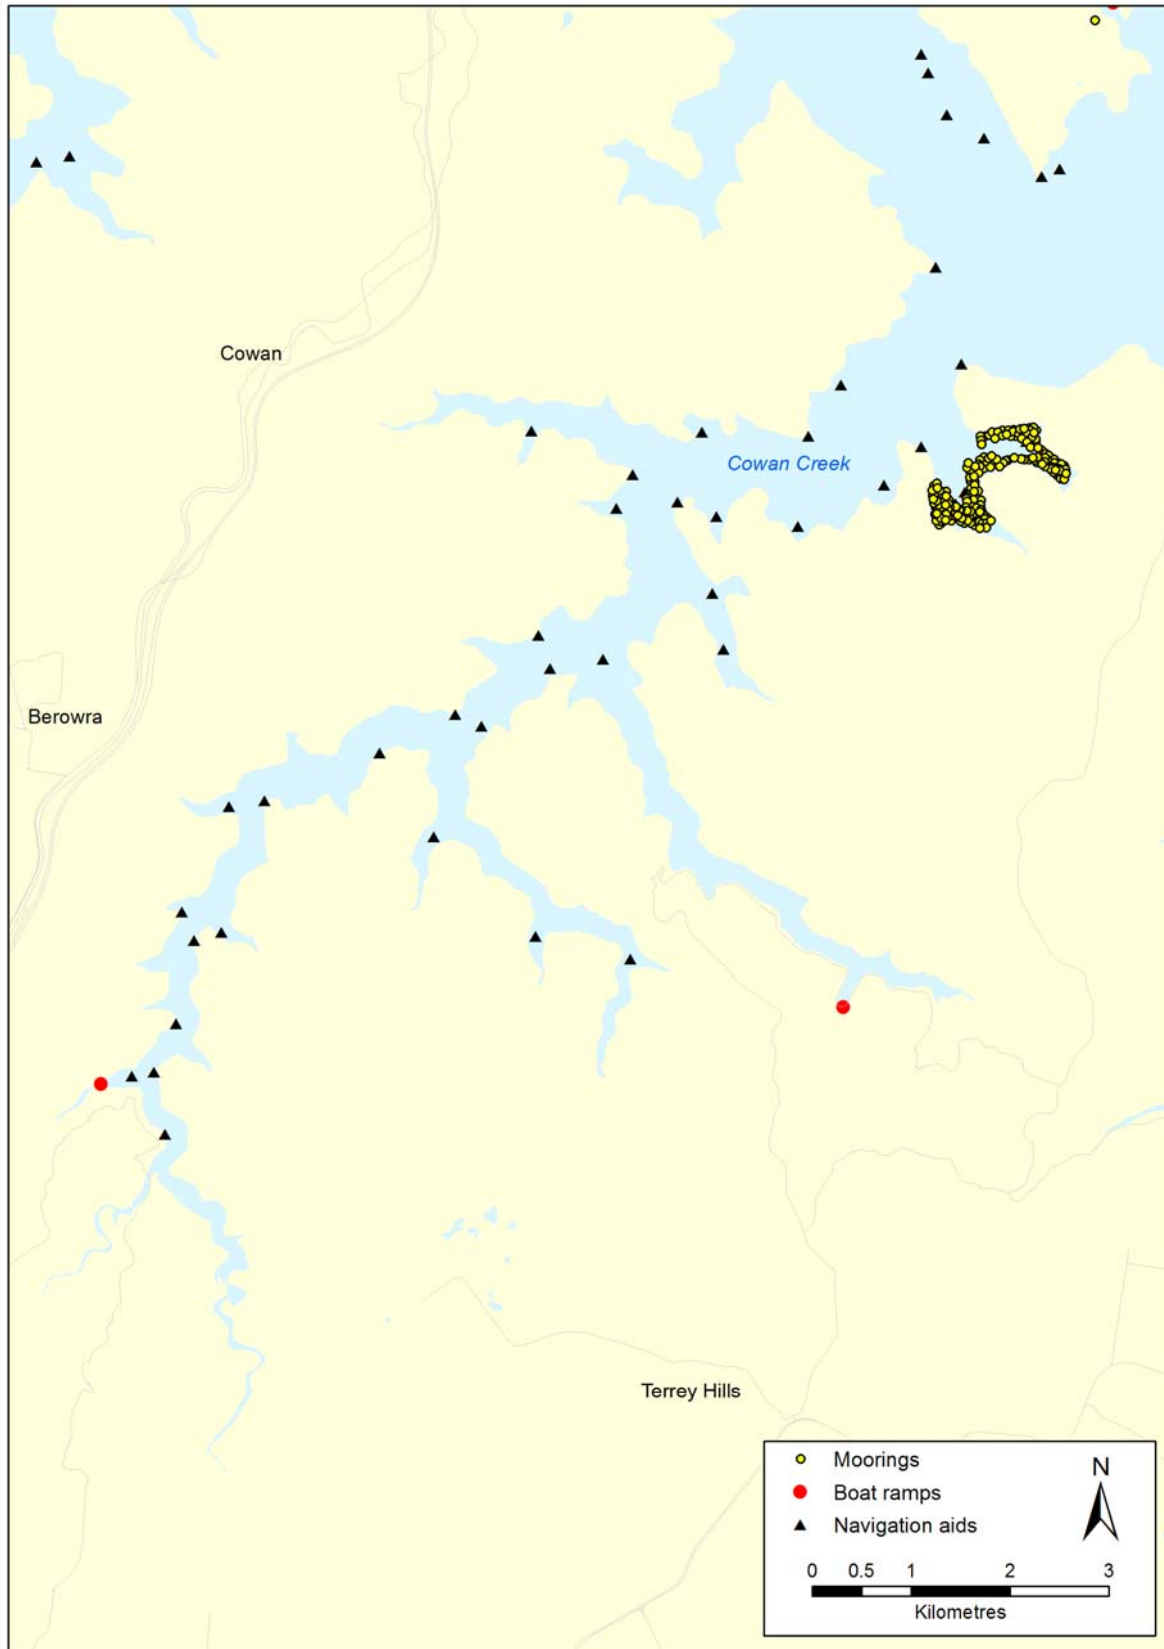 Cowan
Cowan Creek
Berowra
Terrey Hills
Moorings
Boat ramps
Navigation aids
N
0 0.5 1 2 3
Kilometres